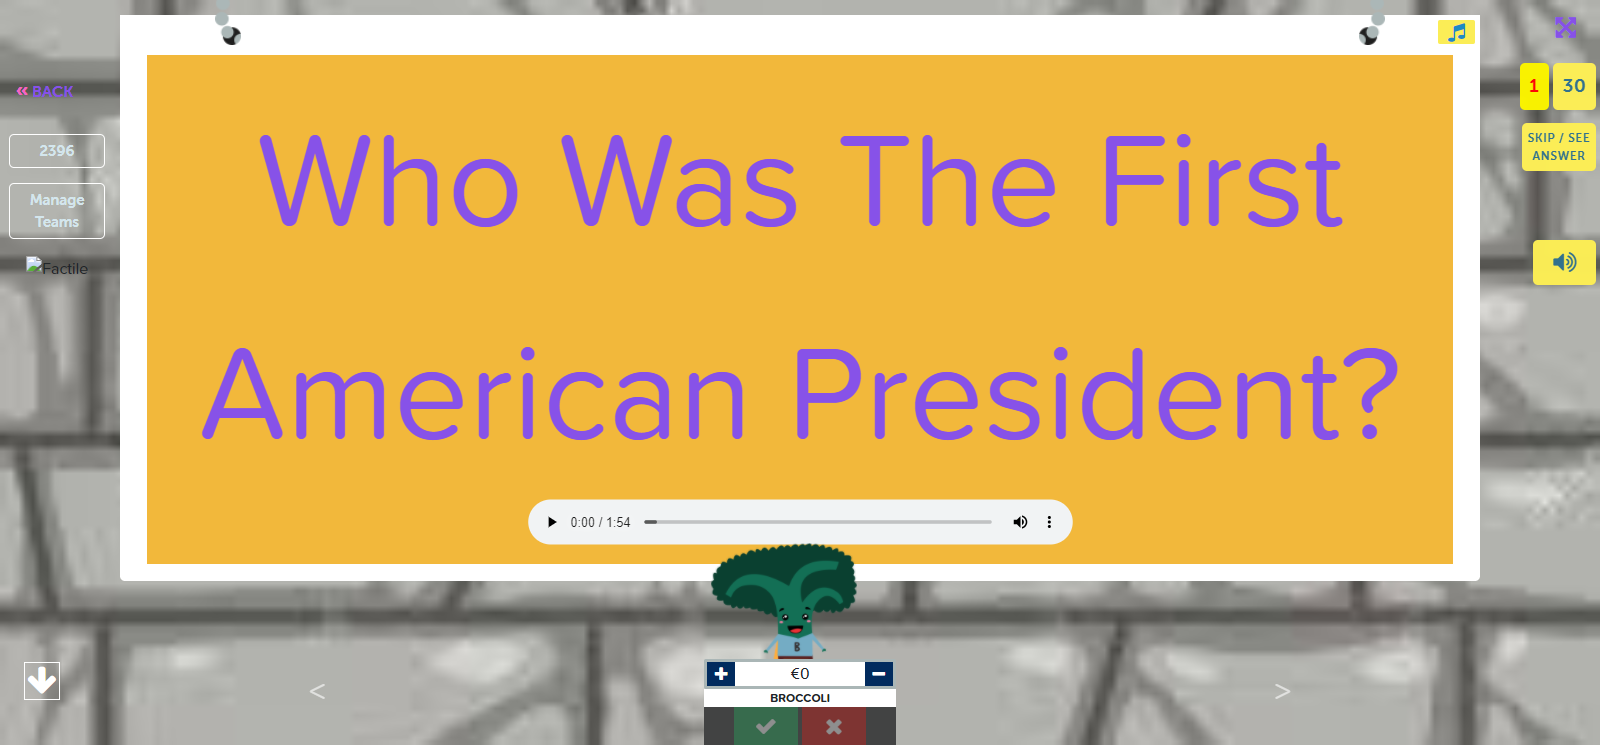 « BACK
2396
Manage
Teams
Factile
Who Was The First
American President?
0:00 / 1:54
1 30
SKIP / SEE
ANSWER
B
€0
BROCCOLI
<
>